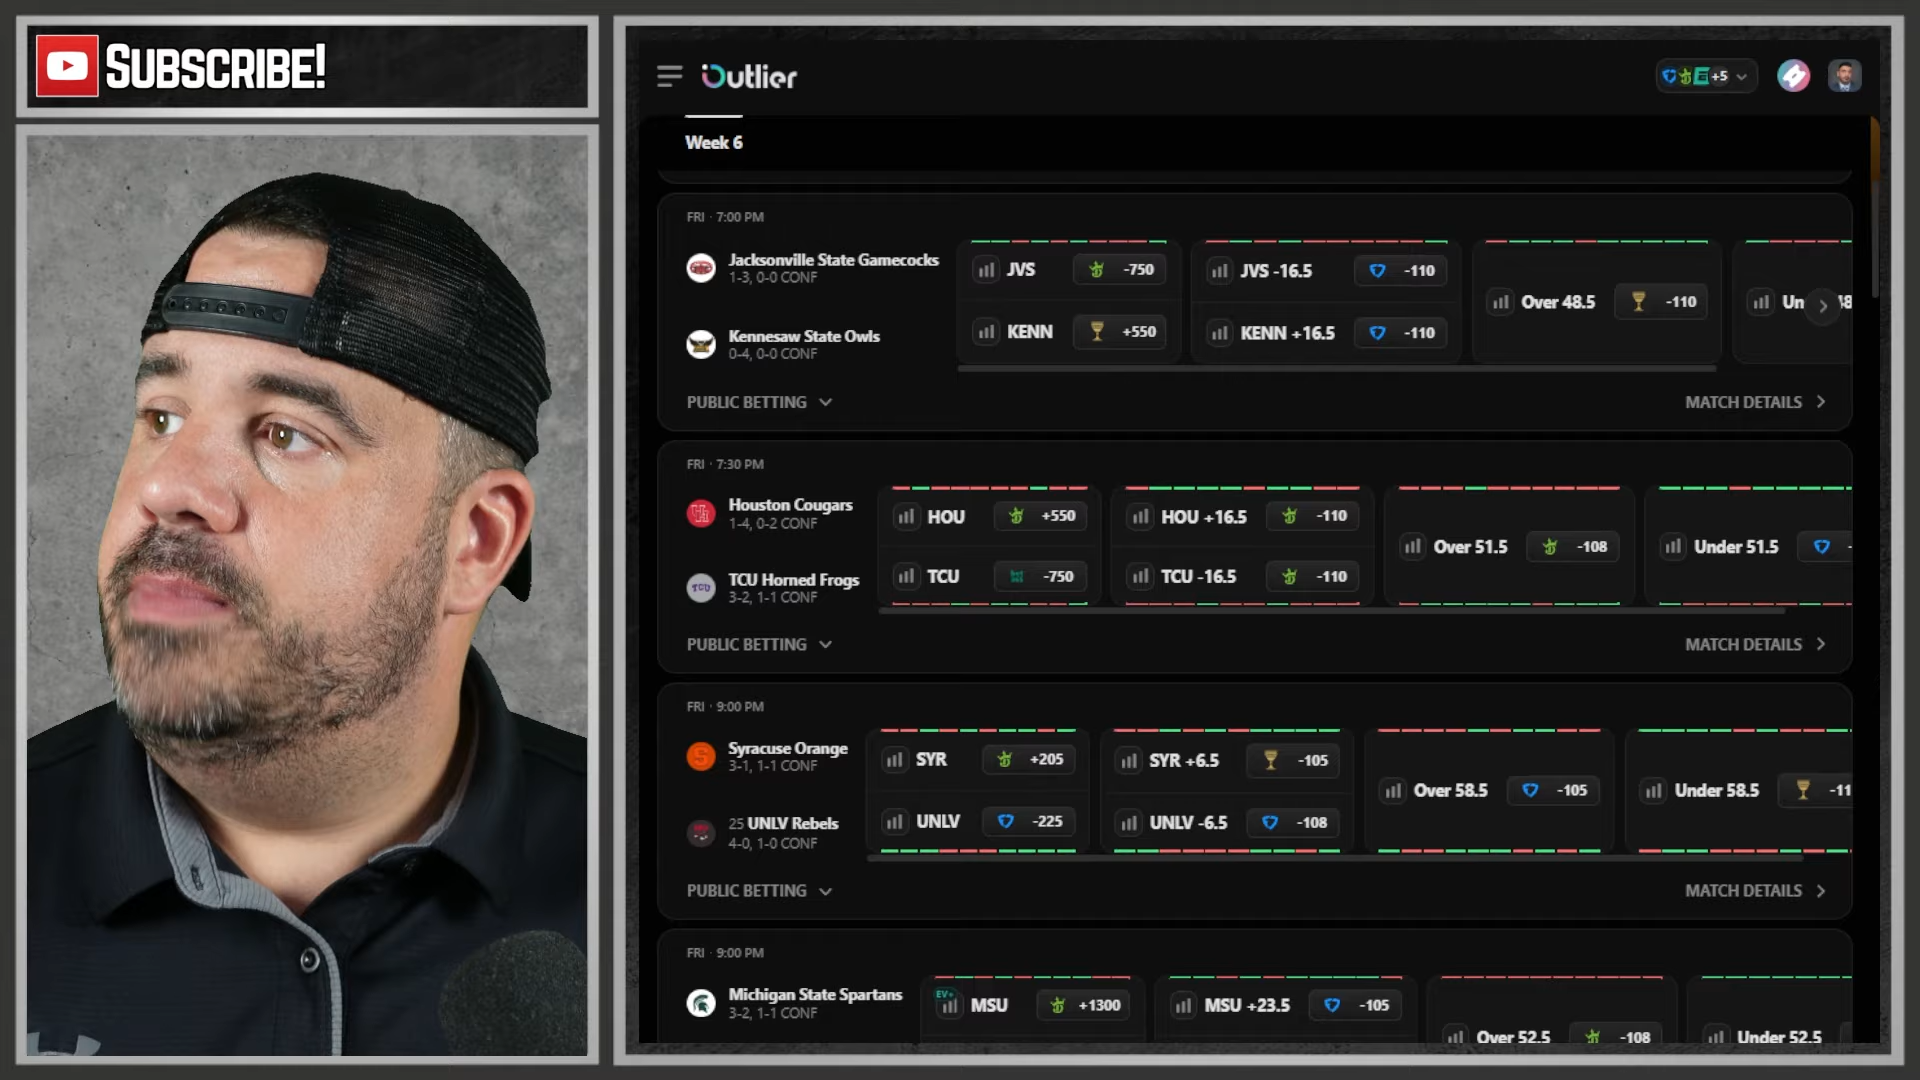 SUBSCRIBE!
Outlier
+5
Week 6
FRI · 7:00 PM
Jacksonville State Gamecocks
1-3, 0-0 CONF
Kennesaw State Owls
0-4, 0-0 CONF
JVS -750
KENN +550
JVS -16.5 -110
KENN +16.5 -110
Over 48.5 -110
Un 48
PUBLIC BETTING
MATCH DETAILS
FRI · 7:30 PM
Houston Cougars
1-4, 0-2 CONF
TCU Horned Frogs
3-2, 1-1 CONF
HOU +550
TCU -750
HOU +16.5 -110
TCU -16.5 -110
Over 51.5 -108
Under 51.5 -
PUBLIC BETTING
MATCH DETAILS
FRI · 9:00 PM
Syracuse Orange
3-1, 1-1 CONF
25 UNLV Rebels
4-0, 1-0 CONF
SYR +205
UNLV -225
SYR +6.5 -105
UNLV -6.5 -108
Over 58.5 -105
Under 58.5 -11
PUBLIC BETTING
MATCH DETAILS
FRI · 9:00 PM
Michigan State Spartans
3-2, 1-1 CONF
EV+
MSU +1300
MSU +23.5 -105
Over 52.5 -108
Under 52.5